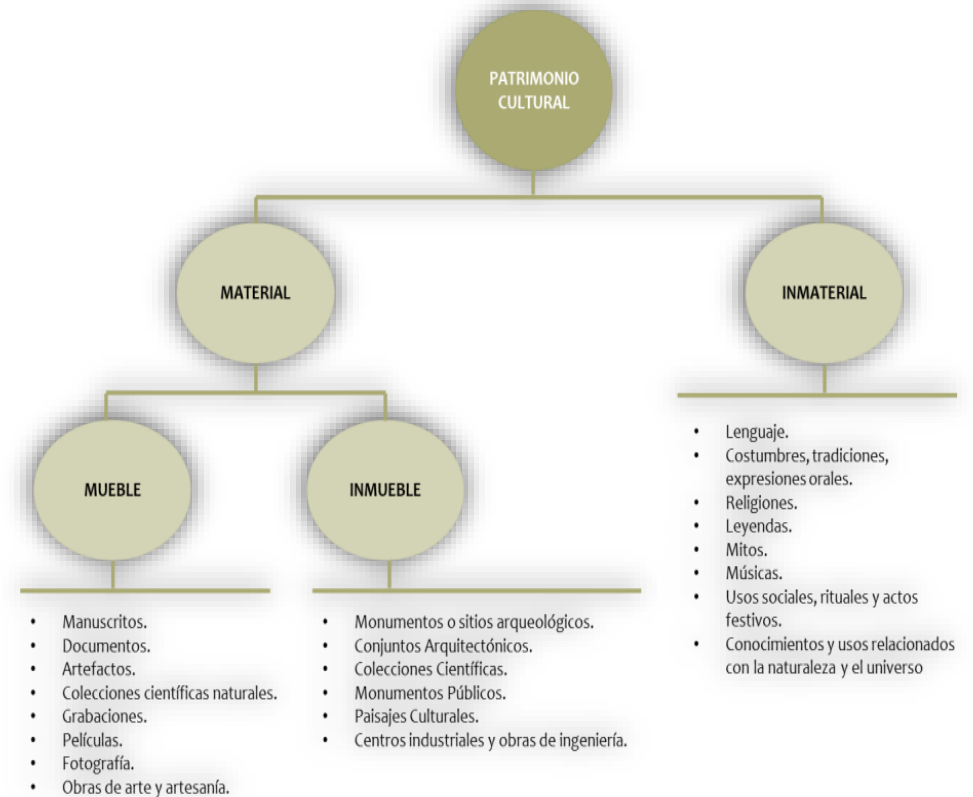 PATRIMONIO
CULTURAL
MATERIAL
INMATERIAL
MUEBLE
INMUEBLE
• Manuscritos.
• Documentos.
• Artefactos.
• Colecciones científicas naturales.
• Grabaciones.
• Películas.
• Fotografía.
• Obras de arte y artesanía.
• Monumentos o sitios arqueológicos.
• Conjuntos Arquitectónicos.
• Colecciones Científicas.
• Monumentos Públicos.
• Paisajes Culturales.
• Centros industriales y obras de ingeniería.
• Lenguaje.
• Costumbres, tradiciones,
expresiones orales.
• Religiones.
• Leyendas.
• Mitos.
• Músicas.
• Usos sociales, rituales y actos
festivos.
• Conocimientos y usos relacionados
con la naturaleza y el universo